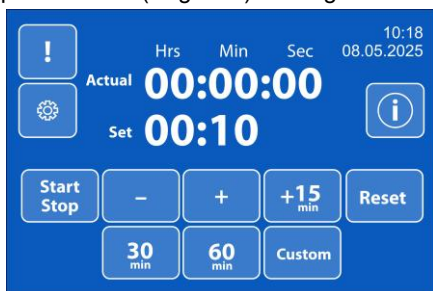 10:18
08.05.2025
!
Hrs Min Sec
Actual 00:00:00
i
Set 00:10
Start
Stop
–
+
+15
min
Reset
30
min
60
min
Custom